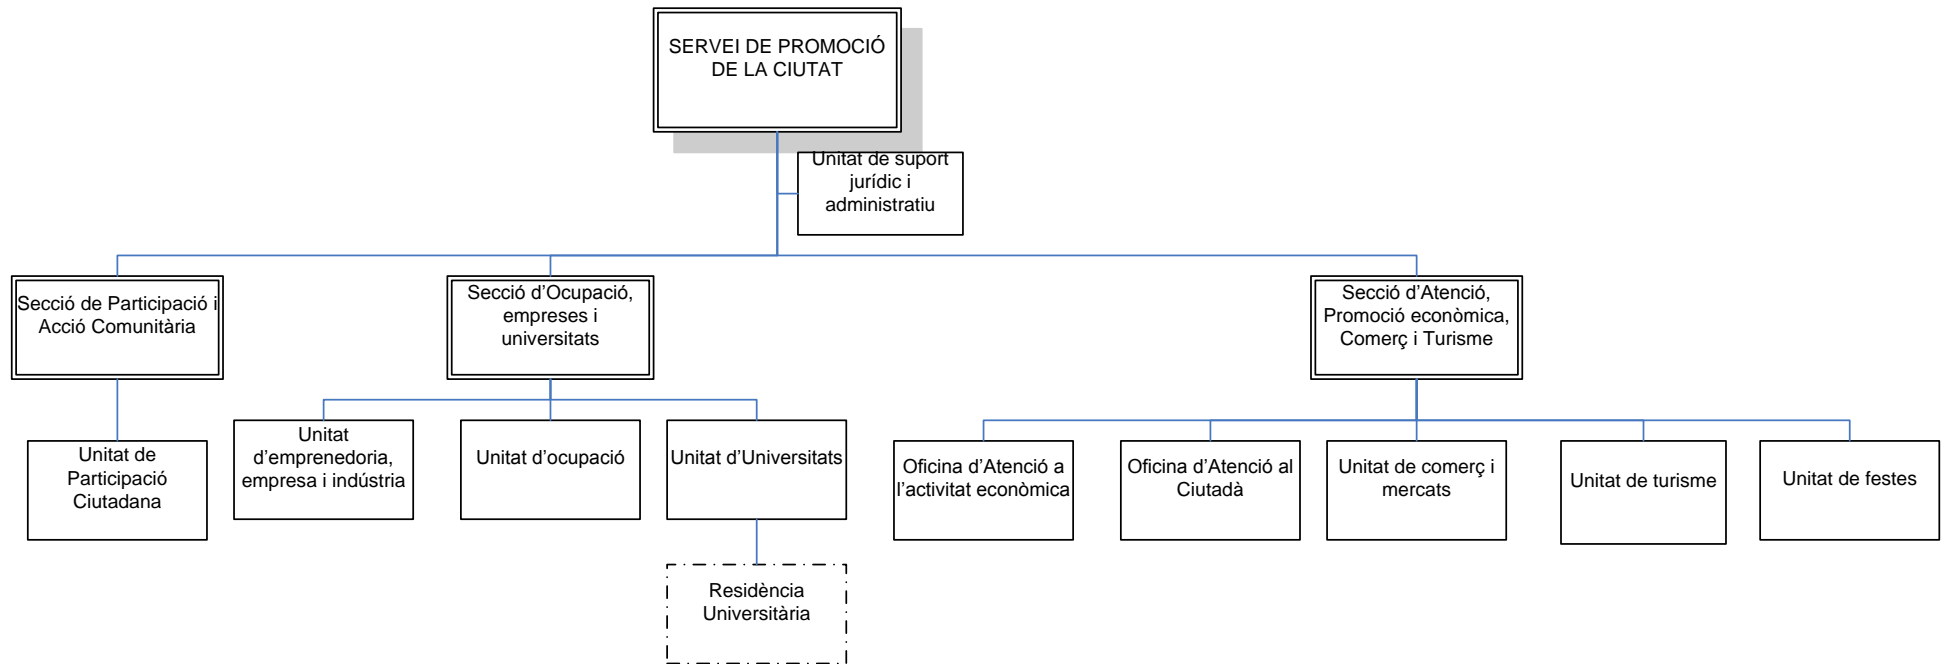 SERVEI DE PROMOCIÓ
DE LA CIUTAT
Unitat de suport
jurídic i
administratiu
Secció de Participació i
Acció Comunitària
Secció d'Ocupació,
empreses i
universitats
Secció d'Atenció,
Promoció econòmica,
Comerç i Turisme
Unitat de
Participació
Ciutadana
Unitat
d'emprenedoria,
empresa i indústria
Unitat d'ocupació
Unitat d'Universitats
Oficina d'Atenció a
l'activitat econòmica
Oficina d'Atenció al
Ciutadà
Unitat de comerç i
mercats
Unitat de turisme
Unitat de festes
Residència
Universitària